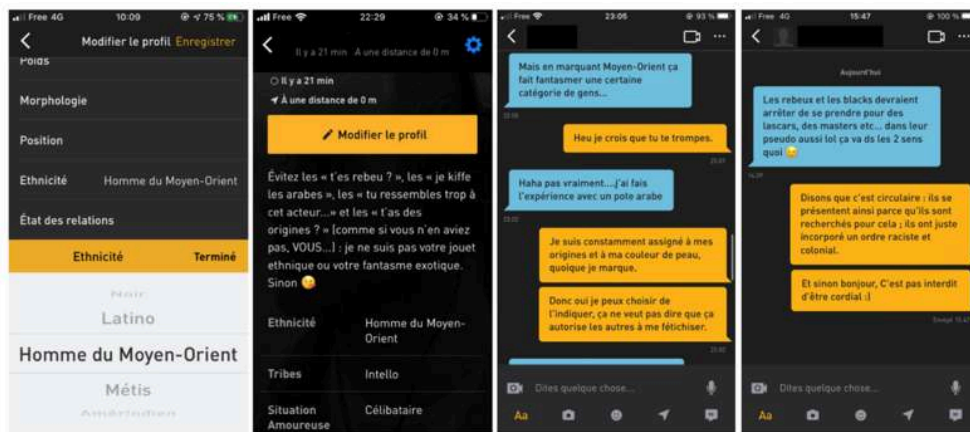 Free 4G 10:09 75 %
Modifier le profil Enregistrer
Poids
Morphologie
Position
Ethnicité Homme du Moyen-Orient
État des relations
Ethnicité Terminé
Noir
Latino
Homme du Moyen-Orient
Métis
Amérindien
Free 22:29 34 %
Il y a 21 min A une distance de 0 m
Il y a 21 min
À une distance de 0 m
Modifier le profil
Évitez les « t'es rebeu ? », les « je kiffe
les arabes », les « tu ressembles trop à
cet acteur...» et les « t'as des
origines ? » (comme si vous n'en aviez
pas, VOUS...) : je ne suis pas votre jouet
ethnique ou votre fantasme exotique.
Sinon
Ethnicité Homme du Moyen-
Orient
Tribes Intello
Situation Célibataire
Amoureuse
Free 23:05 93 %
Mais en marquant Moyen-Orient ça
fait fantasmer une certaine
catégorie de gens...
Heu je crois que tu te trompes.
Haha pas vraiment....j'ai fais
l'expérience avec un pote arabe
Je suis constamment assigné à mes
origines et à ma couleur de peau,
quoique je marque.
Donc oui je peux choisir de
l'indiquer, ça ne veut pas dire que ça
autorise les autres à me fétichiser.
Dites quelque chose...
Aa
Free 4G 15:47 100 %
Aujourd'hui
Les rebeux et les blacks devraient
arrêter de se prendre pour des
lascars, des masters etc... dans leur
pseudo aussi lol ça va ds les 2 sens
quoi
Disons que c'est circulaire : ils se
présentent ainsi parce qu'ils sont
recherchés pour cela ; ils ont juste
incorporé un ordre raciste et
colonial.
Et sinon bonjour, C'est pas interdit
d'être cordial :)
Dites quelque chose...
Aa